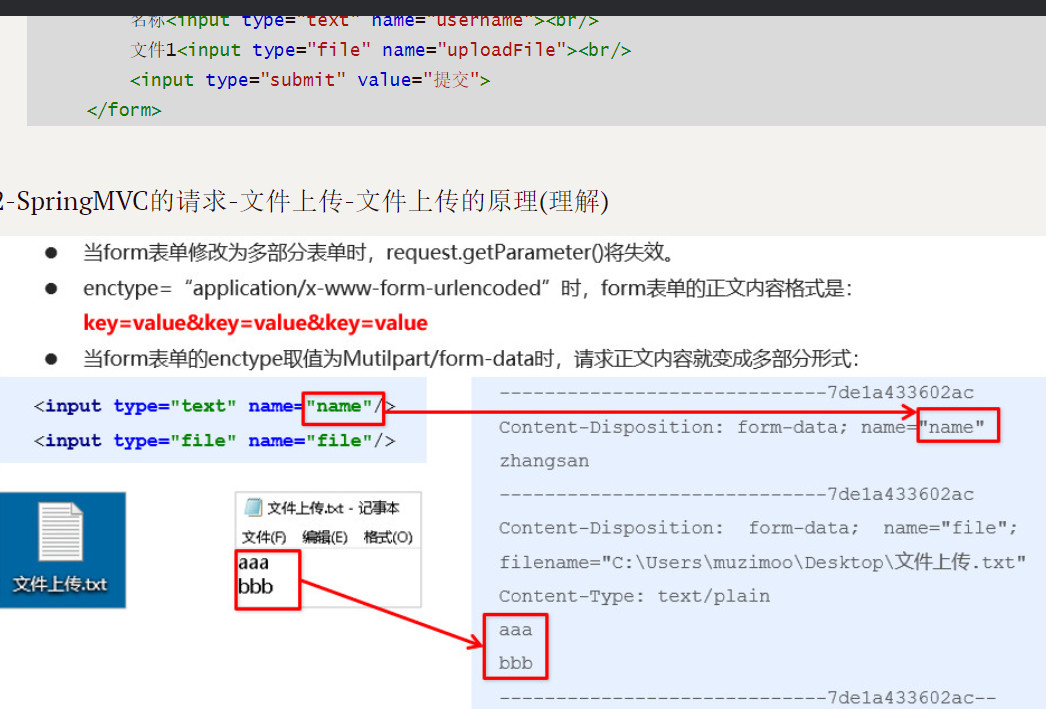 名称<input type="text" name="username"><br/>
文件1<input type="file" name="uploadFile"><br/>
<input type="submit" value="提交">
</form>
2-SpringMVC的请求-文件上传-文件上传的原理(理解)
● 当form表单修改为多部分表单时，request.getParameter()将失效。
● enctype= “application/x-www-form-urlencoded” 时，form表单的正文内容格式是：
key=value&key=value&key=value
● 当form表单的enctype取值为Mutilpart/form-data时，请求正文内容就变成多部分形式：
<input type="text" name="name"/>
<input type="file" name="file"/>
文件上传.txt
文件上传.txt - 记事本
文件(F) 编辑(E) 格式(O)
aaa
bbb
-----------------------------7de1a433602ac
Content-Disposition: form-data; name="name"
zhangsan
-----------------------------7de1a433602ac
Content-Disposition: form-data; name="file";
filename="C:\Users\muzimoo\Desktop\文件上传.txt"
Content-Type: text/plain
aaa
bbb
-----------------------------7de1a433602ac--